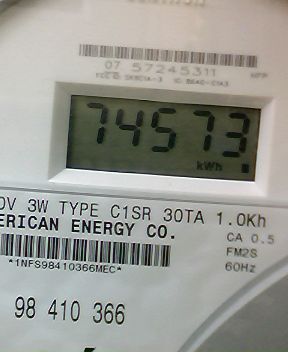 07 57245311
74573
kWh
0V 3W TYPE C1SR 30TA 1.0Kh
ERICAN ENERGY CO.
CA 0.5
FM2S
*1NFS98410366MEC*
60Hz
98 410 366